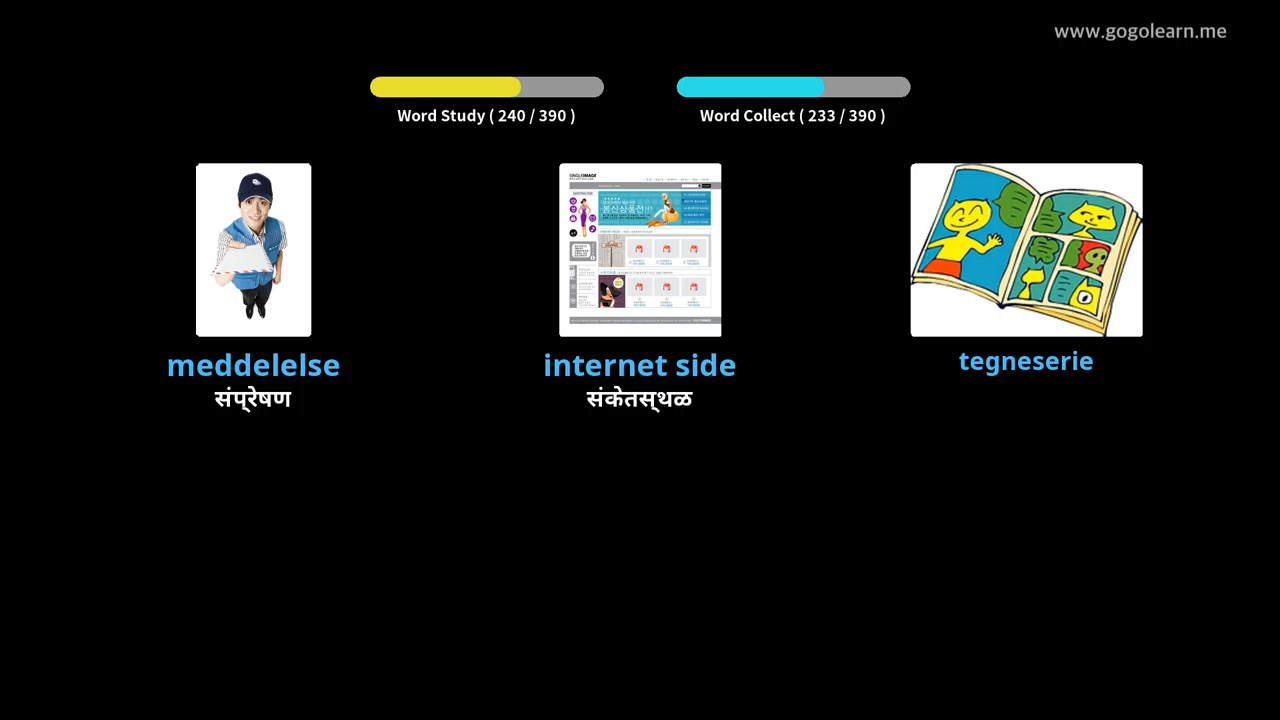 www.gogolearn.me
Word Study ( 240 / 390 )
Word Collect ( 233 / 390 )
meddelelse
internet side
tegneserie
संप्रेषण
संकेतस्थळ